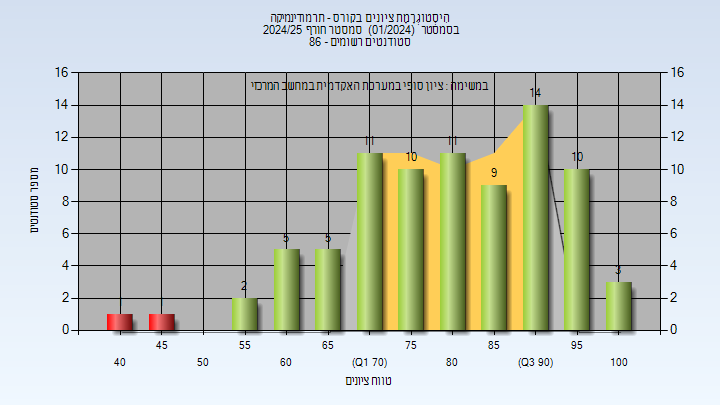 הִיסְטוֹגְרָמַת ציונים בקורס - תרמודינמיקה
בסמסטר (01/2024) סמסטר חורף 2024/25
סטודנטים רשומים - 86
במשימה : ציון סופי במערכת האקדמית במחשב המרכזי
מספר סטודנטים
16 14 12 10 8 6 4 2 0
16 14 12 10 8 6 4 2 0
2 5 5 11 10 11 9 14 10 3
45 55 65 75 85 95
40 50 60 (Q1 70) 80 (Q3 90) 100
טווח ציונים